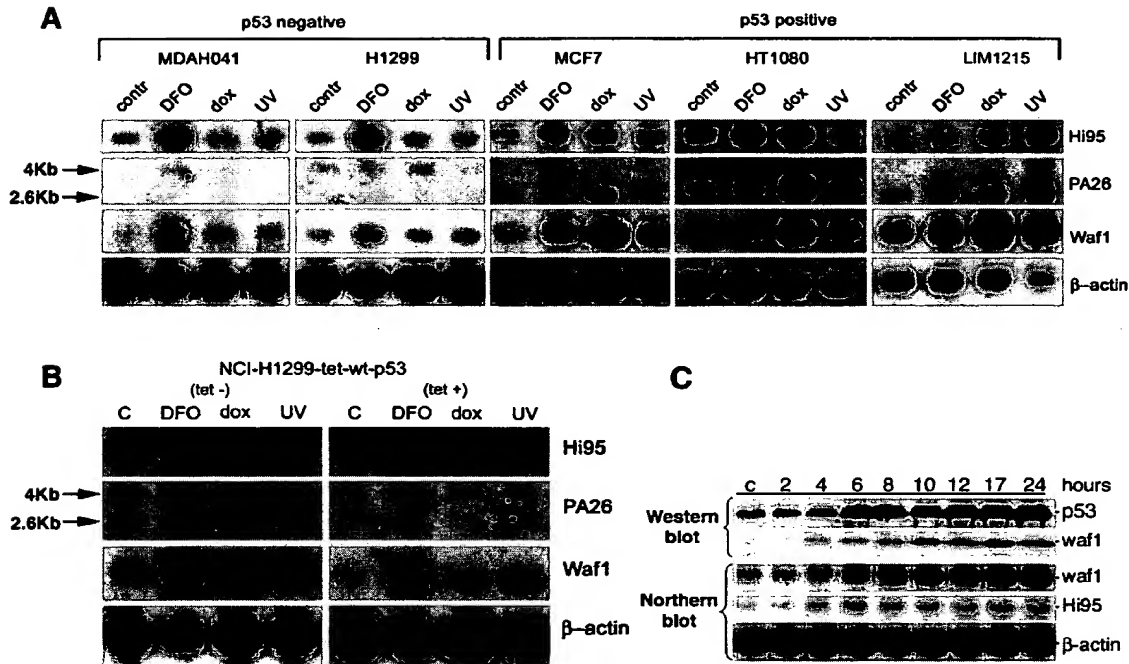 A
p53 negative
p53 positive
MDAH041
H1299
MCF7
HT1080
LIM1215
contr DFO dox UV contr DFO dox UV contr DFO dox UV contr DFO dox UV contr DFO dox UV
Hi95
4Kb
PA26
2.6Kb
Waf1
β–actin
B
NCI-H1299-tet-wt-p53
(tet -)
(tet +)
C DFO dox UV C DFO dox UV
Hi95
4Kb
PA26
2.6Kb
Waf1
β–actin
C
c 2 4 6 8 10 12 17 24 hours
Western blot
p53
waf1
Northern blot
waf1
Hi95
β-actin